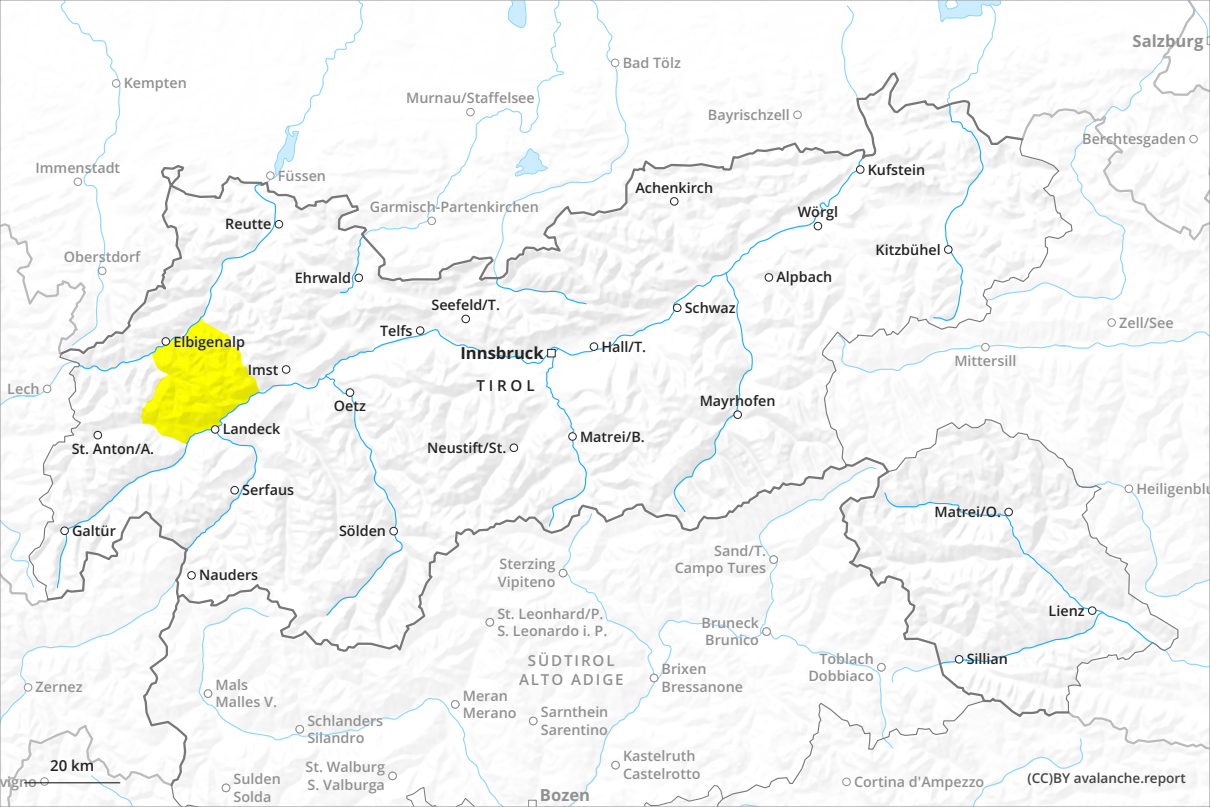 Salzburg
Bad Tölz
Kempten
Murnau/Staffelsee
Bayrischzell
Berchtesgaden
Immenstadt
Füssen
Kufstein
Achenkirch
Garmisch-Partenkirchen
Wörgl
Reutte
Oberstdorf
Kitzbühel
Ehrwald
Alpbach
Seefeld/T.
Schwaz
Zell/See
Telfs
Elbigenalp
Innsbruck
Hall/T.
Mittersill
Imst
TIROL
Lech
Oetz
Mayrhofen
Landeck
Matrei/B.
St. Anton/A.
Neustift/St.
Serfaus
Heiligenblu
Matrei/O.
Galtür
Sölden
Sand/T.
Campo Tures
Sterzing
Vipiteno
Nauders
Lienz
St. Leonhard/P.
S. Leonardo i. P.
Bruneck
Brunico
SÜDTIROL
ALTO ADIGE
Toblach
Dobbiaco
Sillian
Brixen
Bressanone
Zernez
Mals
Malles V.
Meran
Merano
Sarnthein
Sarentino
Schlanders
Silandro
Kastelruth
Castelrotto
20 km
St. Walburg
S. Valburga
vigno
Sulden
Solda
Cortina d'Ampezzo
(CC)BY avalanche.report
Bozen